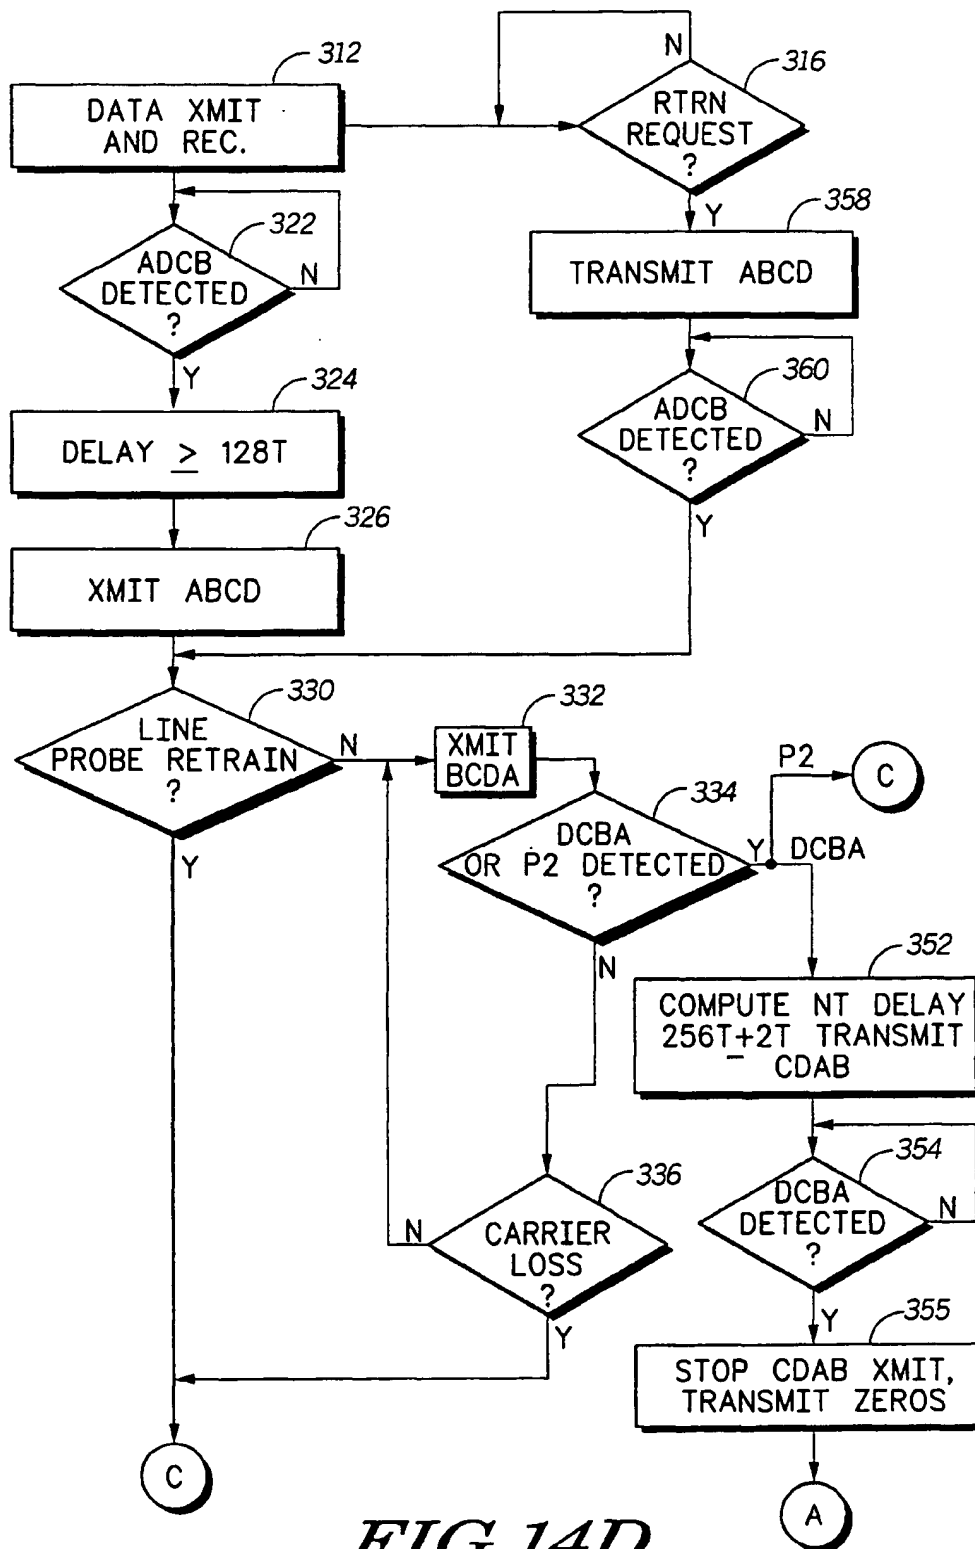 312
DATA XMIT
AND REC.
N
316
RTRN
REQUEST
?
Y
322
ADCB
DETECTED
?
N
Y
358
TRANSMIT ABCD
324
DELAY ≥ 128T
360
ADCB
DETECTED
?
N
Y
326
XMIT ABCD
330
LINE
PROBE RETRAIN
?
N
Y
332
XMIT
BCDA
334
DCBA
OR P2 DETECTED
?
Y
P2
C
DCBA
N
352
COMPUTE NT DELAY
256T±2T TRANSMIT
CDAB
336
CARRIER
LOSS
?
N
Y
354
DCBA
DETECTED
?
N
Y
355
STOP CDAB XMIT,
TRANSMIT ZEROS
C
A
FIG.14D